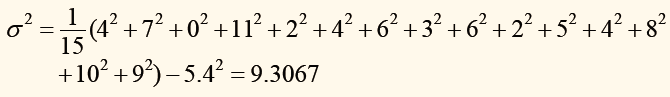 σ² = 1/15 (4² + 7² + 0² + 11² + 2² + 4² + 6² + 3² + 6² + 2² + 5² + 4² + 8²
+10² + 9²) − 5.4² = 9.3067